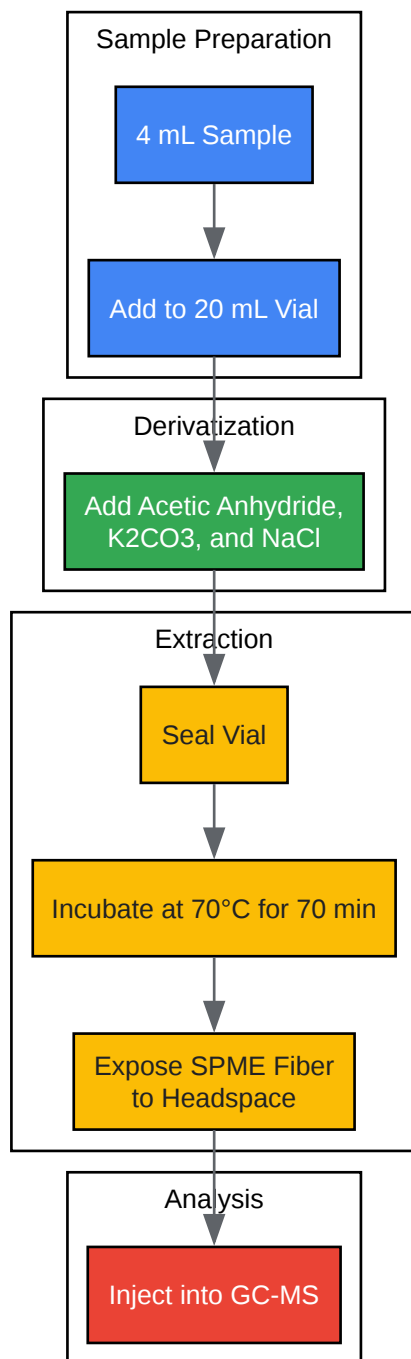 Sample Preparation
4 mL Sample
Add to 20 mL Vial
Derivatization
Add Acetic Anhydride,
K2CO3, and NaCl
Extraction
Seal Vial
Incubate at 70°C for 70 min
Expose SPME Fiber
to Headspace
Analysis
Inject into GC-MS